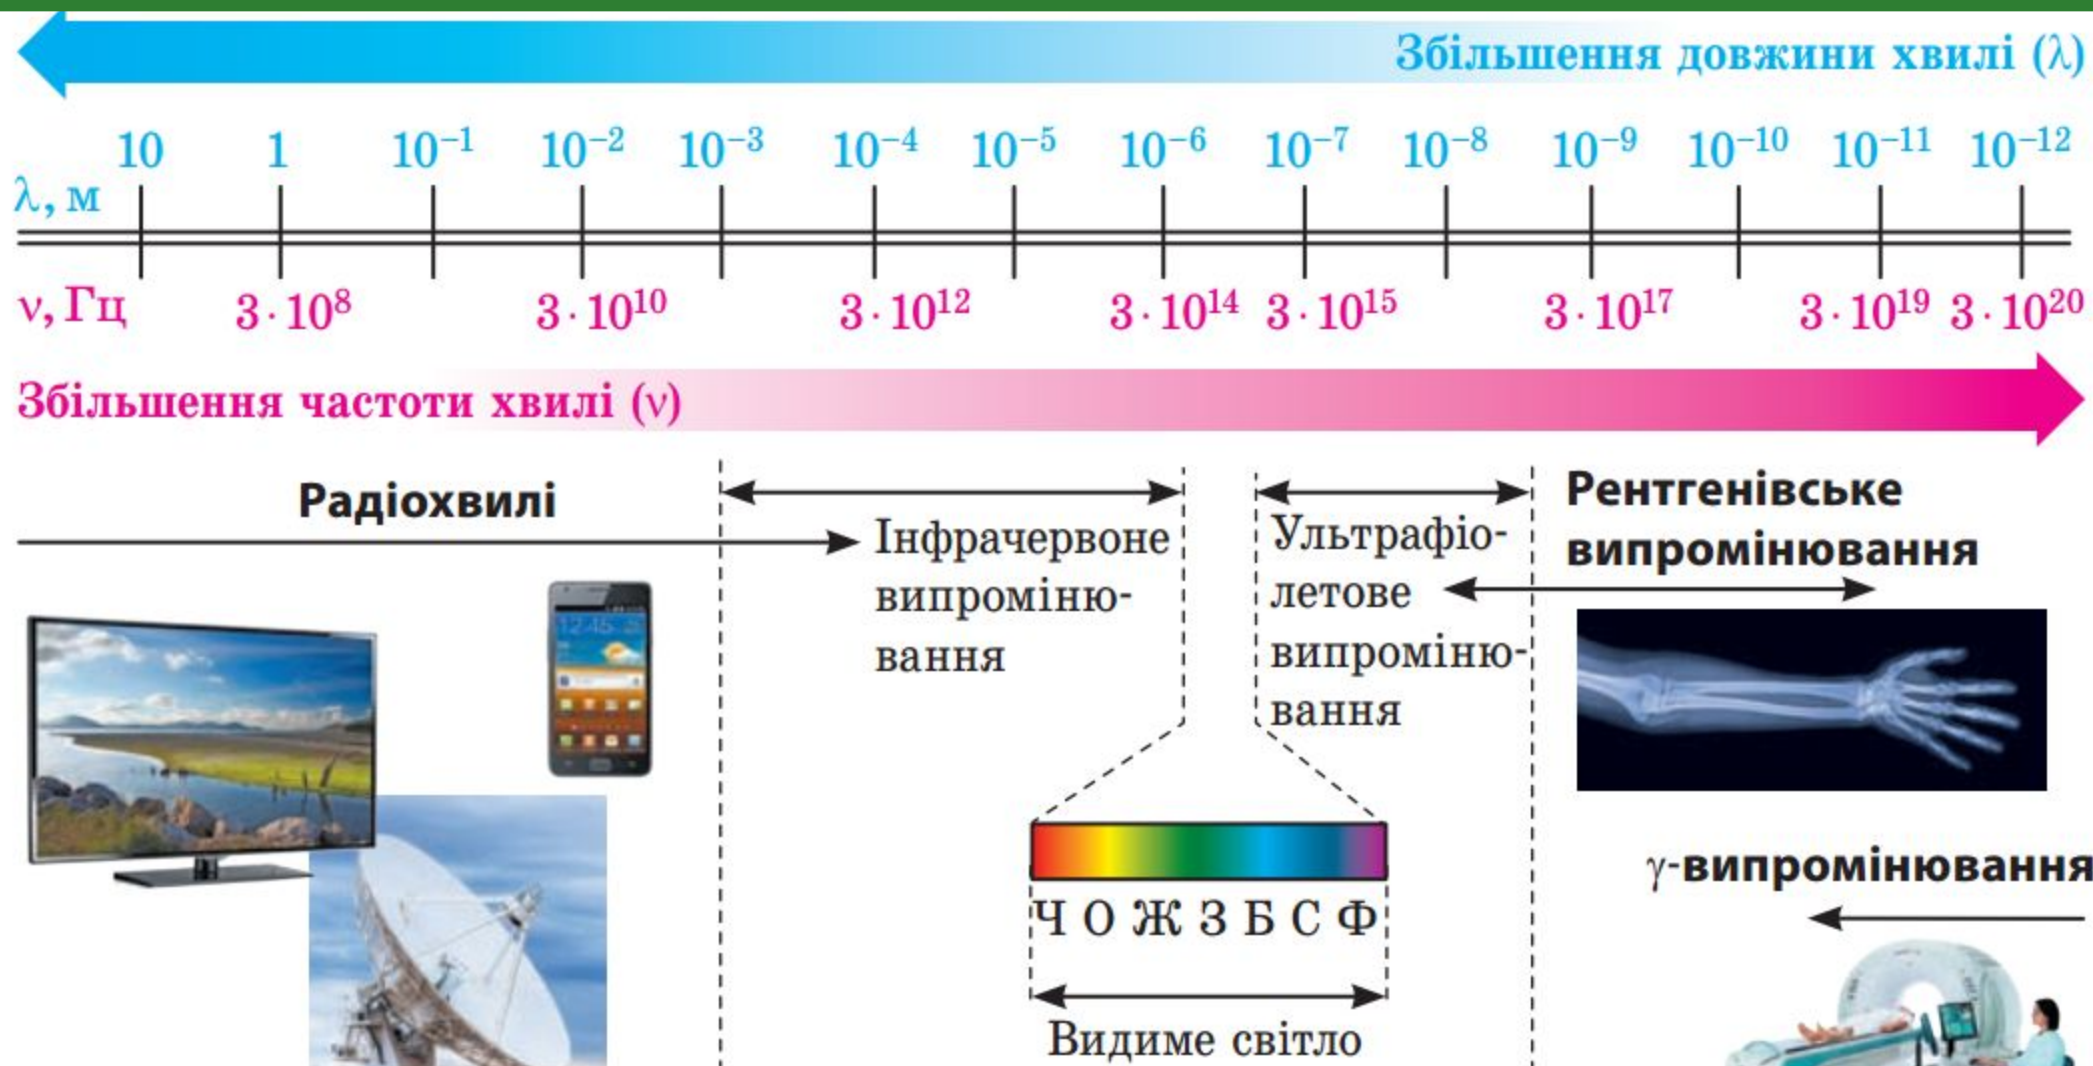 Збільшення довжини хвилі (λ)
10 1 10⁻¹ 10⁻² 10⁻³ 10⁻⁴ 10⁻⁵ 10⁻⁶ 10⁻⁷ 10⁻⁸ 10⁻⁹ 10⁻¹⁰ 10⁻¹¹ 10⁻¹²
λ, м
ν, Гц 3·10⁸ 3·10¹⁰ 3·10¹² 3·10¹⁴ 3·10¹⁵ 3·10¹⁷ 3·10¹⁹ 3·10²⁰
Збільшення частоти хвилі (ν)
Радіохвилі
Інфрачервоне
випроміню-
вання
Ультрафіо-
летове
випроміню-
вання
Рентгенівське
випромінювання
12:45
γ-випромінювання
Ч О Ж З Б С Ф
Видиме світло